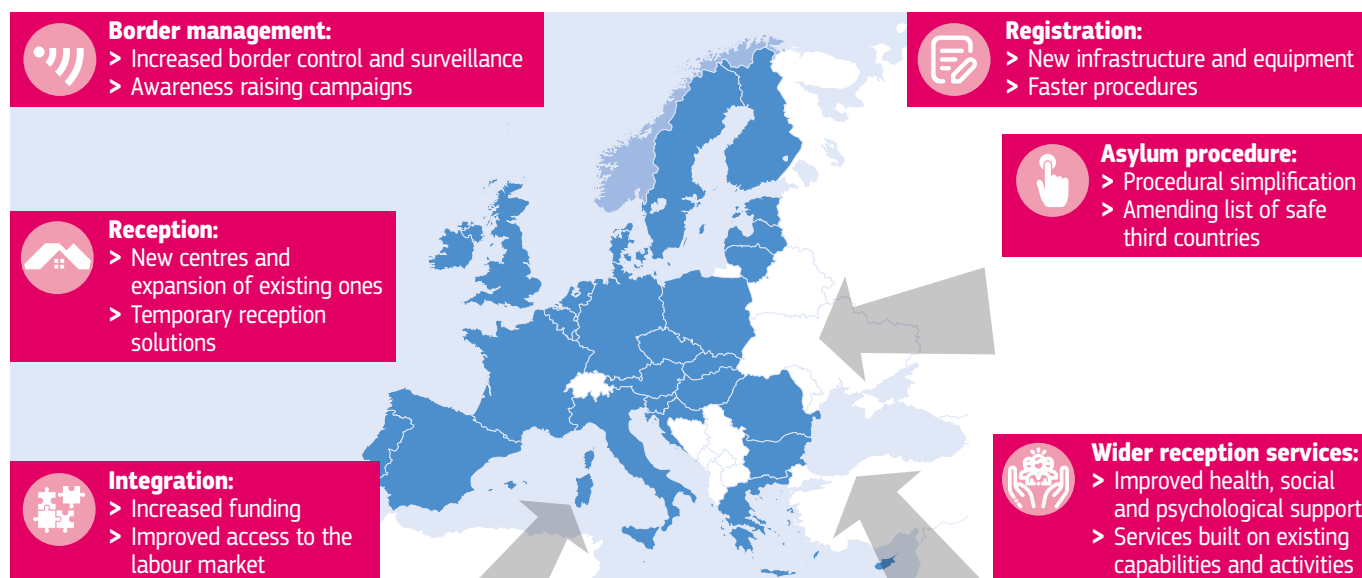 Border management:
> Increased border control and surveillance
> Awareness raising campaigns
Registration:
> New infrastructure and equipment
> Faster procedures
Asylum procedure:
> Procedural simplification
> Amending list of safe
third countries
Reception:
> New centres and
expansion of existing ones
> Temporary reception
solutions
Integration:
> Increased funding
> Improved access to the
labour market
Wider reception services:
> Improved health, social
and psychological support
> Services built on existing
capabilities and activities